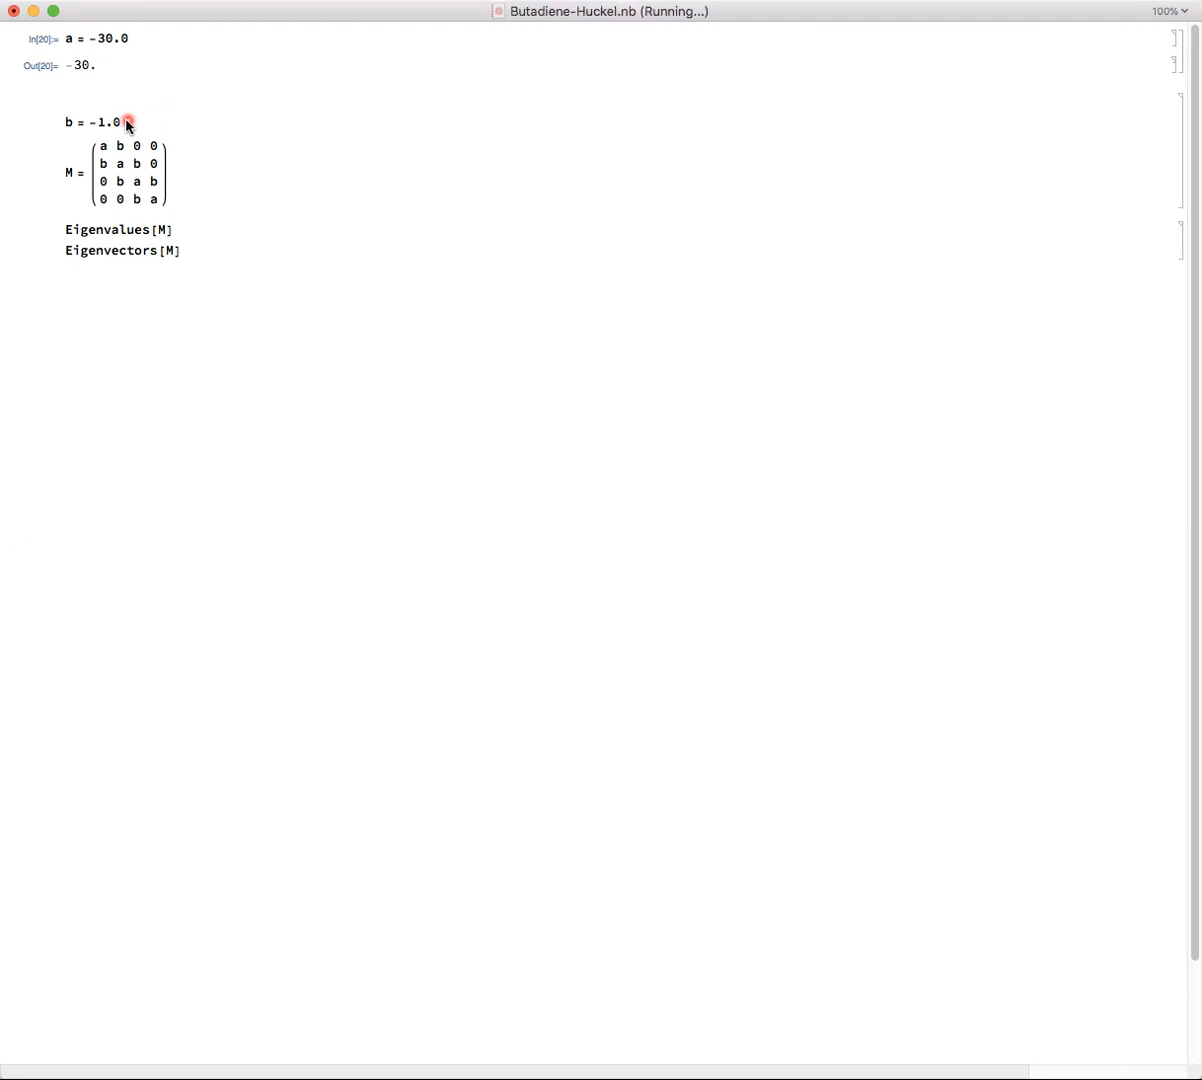 Butadiene-Huckel.nb (Running...)
100%
In[20]:= a = -30.0
Out[20]= -30.
b = -1.0
M = (a b 0 0
b a b 0
0 b a b
0 0 b a)
Eigenvalues[M]
Eigenvectors[M]